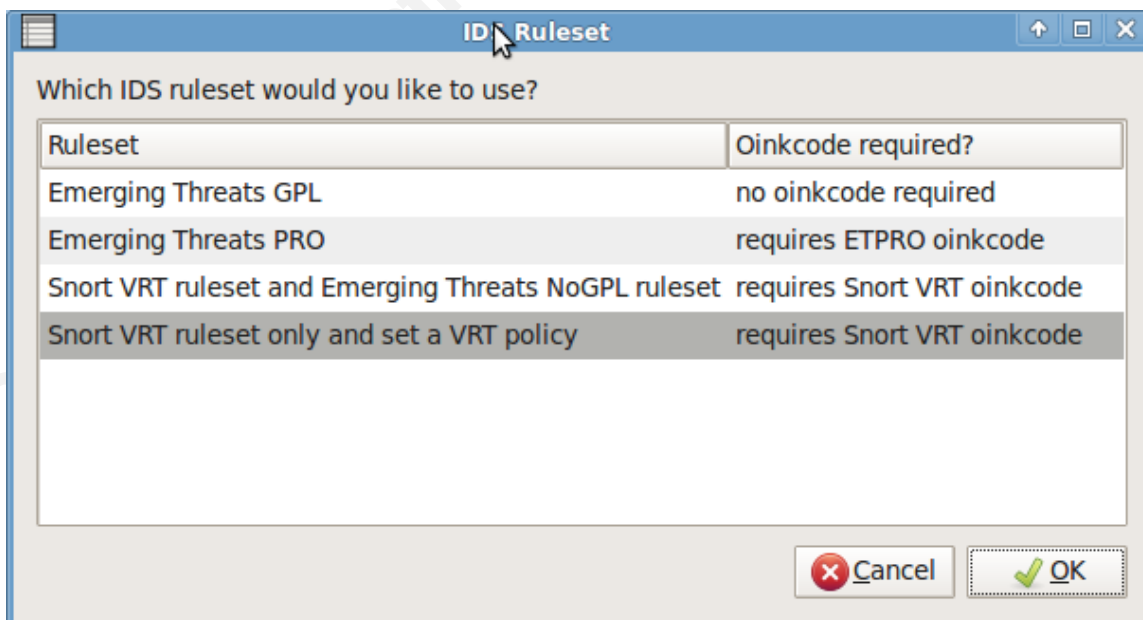 IDS Ruleset
Which IDS ruleset would you like to use?
Ruleset Oinkcode required?
Emerging Threats GPL no oinkcode required
Emerging Threats PRO requires ETPRO oinkcode
Snort VRT ruleset and Emerging Threats NoGPL ruleset requires Snort VRT oinkcode
Snort VRT ruleset only and set a VRT policy requires Snort VRT oinkcode
Cancel OK